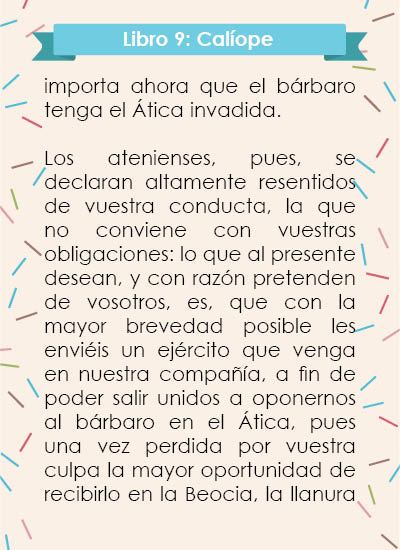 Libro 9: Calíope
importa ahora que el bárbaro
tenga el Ática invadida.
Los atenienses, pues, se
declaran altamente resentidos
de vuestra conducta, la que
no conviene con vuestras
obligaciones: lo que al presente
desean, y con razón pretenden
de vosotros, es, que con la
mayor brevedad posible les
enviéis un ejército que venga
en nuestra compañía, a fin de
poder salir unidos a oponernos
al bárbaro en el Ática, pues
una vez perdida por vuestra
culpa la mayor oportunidad de
recibirlo en la Beocia, la llanura